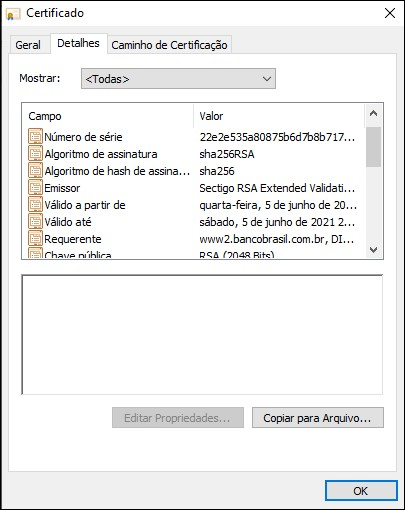 Certificado
Geral Detalhes Caminho de Certificação
Mostrar: <Todas>
Campo Valor
Número de série 22e2e535a80875b6d7b8b717...
Algoritmo de assinatura sha256RSA
Algoritmo de hash de assina... sha256
Emissor Sectigo RSA Extended Validati...
Válido a partir de quarta-feira, 5 de junho de 20...
Válido até sábado, 5 de junho de 2021 2...
Requerente www2.bancobrasil.com.br, DI...
Chave pública RSA (2048 Bits)
Editar Propriedades... Copiar para Arquivo...
OK